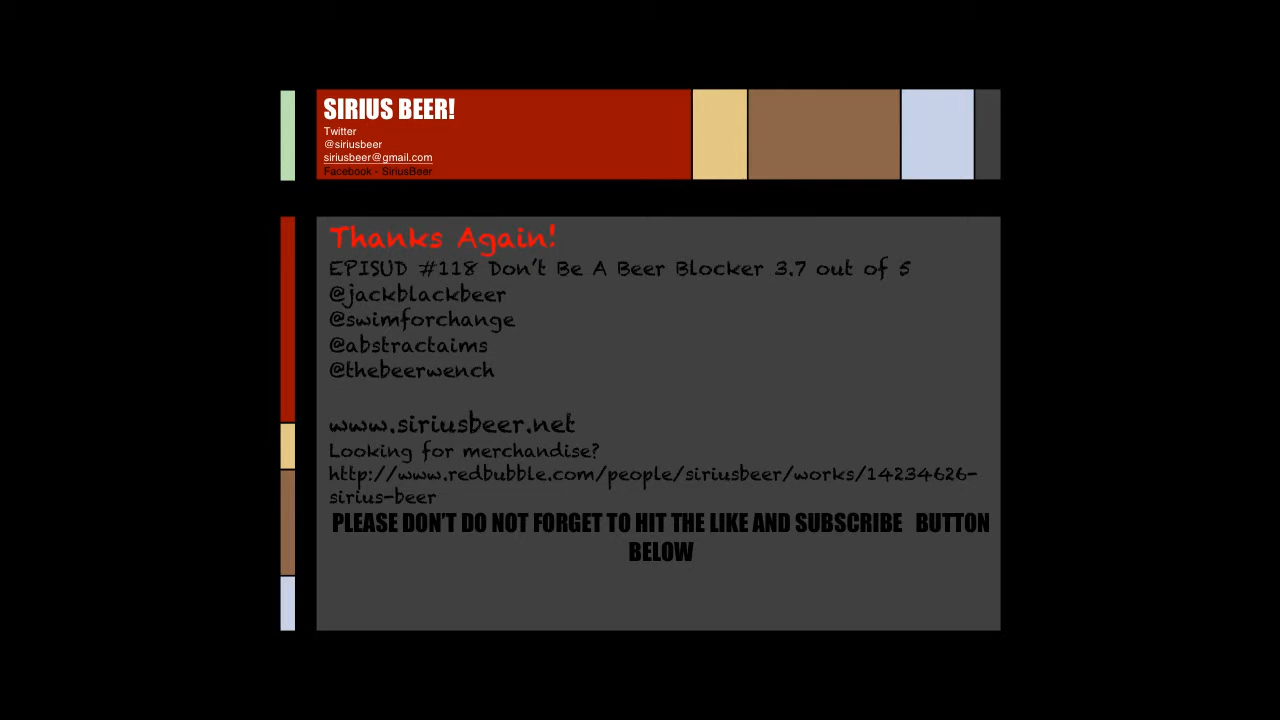 SIRIUS BEER!
Twitter
@siriusbeer
siriusbeer@gmail.com
Facebook - SiriusBeer
Thanks Again!
EPISUD #118 Don't Be A Beer Blocker 3.7 out of 5
@jackblackbeer
@swimforchange
@abstractaims
@thebeerwench
www.siriusbeer.net
Looking for merchandise?
http://www.redbubble.com/people/siriusbeer/works/14234626-
sirius-beer
PLEASE DON'T DO NOT FORGET TO HIT THE LIKE AND SUBSCRIBE BUTTON
BELOW